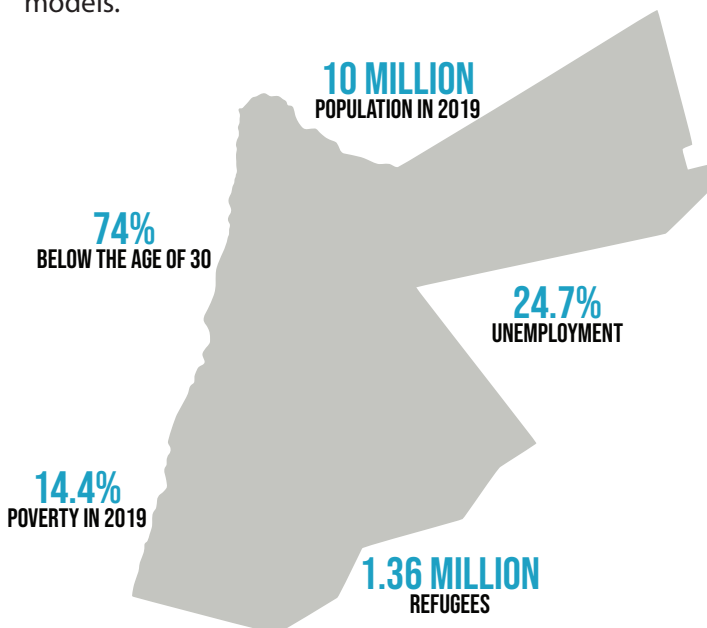 models.
10 MILLION
POPULATION IN 2019
74%
BELOW THE AGE OF 30
24.7%
UNEMPLOYMENT
14.4%
POVERTY IN 2019
1.36 MILLION
REFUGEES